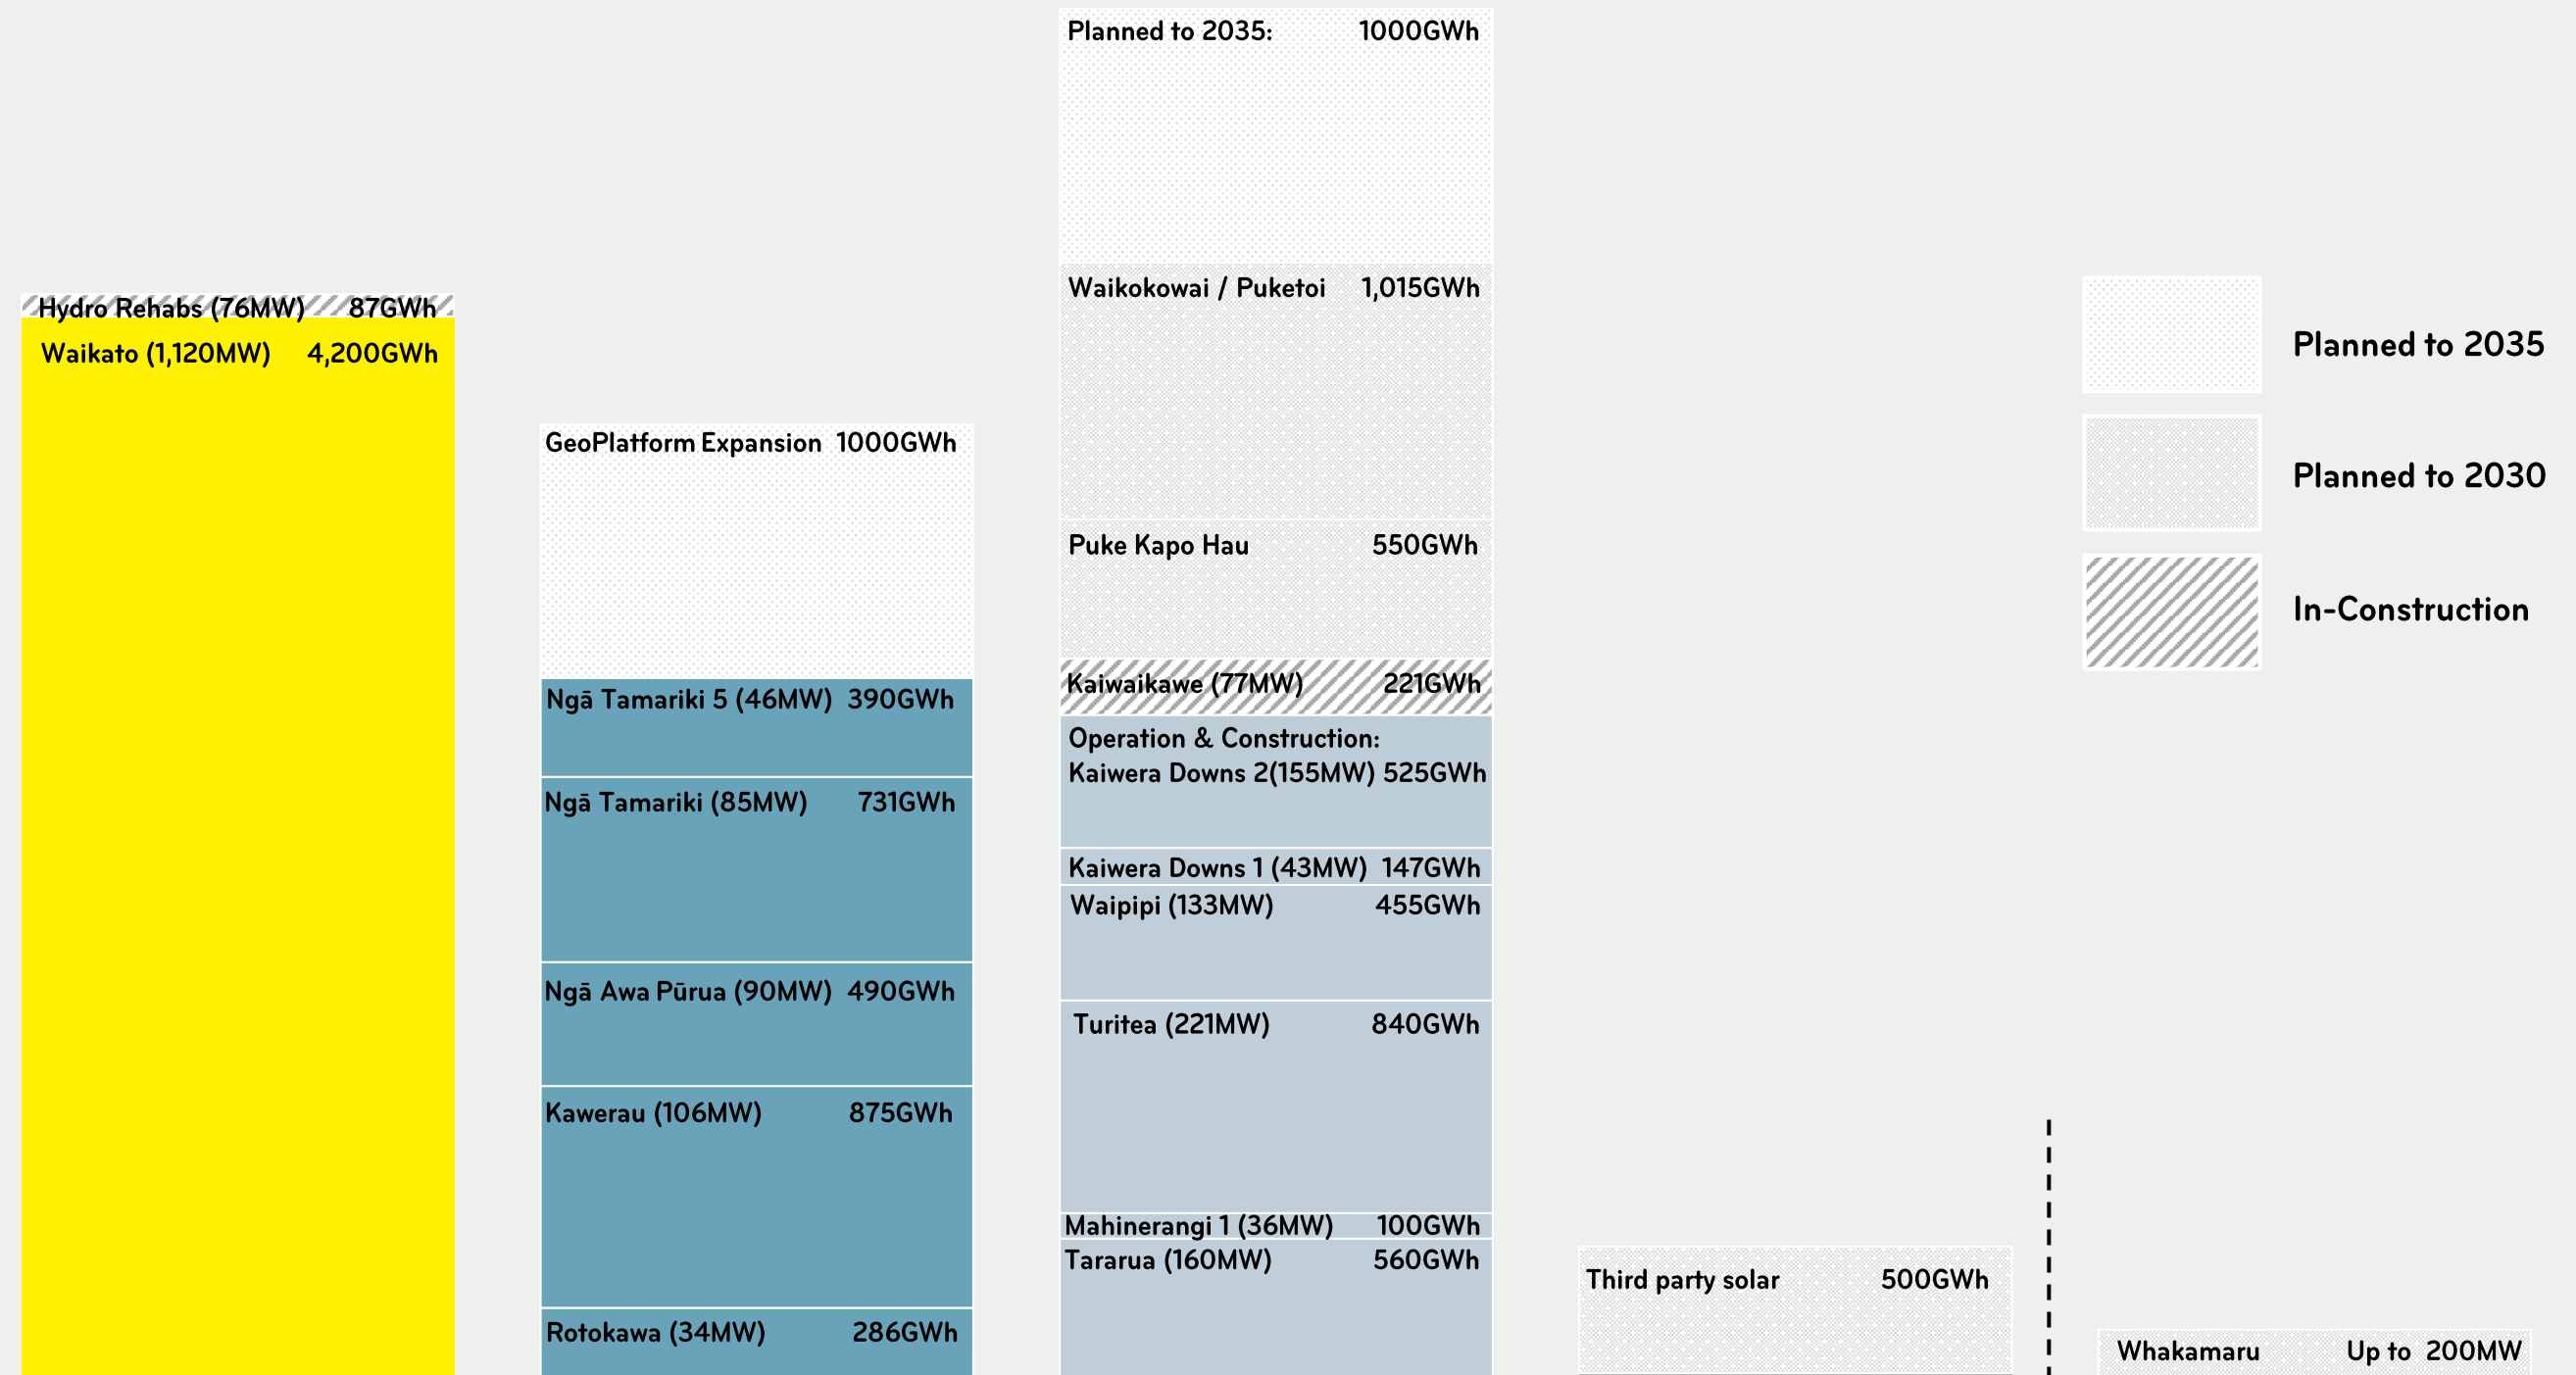 Hydro Rehabs (76MW) 87GWh
Waikato (1,120MW) 4,200GWh
GeoPlatform Expansion 1000GWh
Ngā Tamariki 5 (46MW) 390GWh
Ngā Tamariki (85MW) 731GWh
Ngā Awa Pūrua (90MW) 490GWh
Kawerau (106MW) 875GWh
Rotokawa (34MW) 286GWh
Planned to 2035: 1000GWh
Waikokowai / Puketoi 1,015GWh
Puke Kapo Hau 550GWh
Kaiwaikawe (77MW) 221GWh
Operation & Construction:
Kaiwera Downs 2(155MW) 525GWh
Kaiwera Downs 1 (43MW) 147GWh
Waipipi (133MW) 455GWh
Turitea (221MW) 840GWh
Mahinerangi 1 (36MW) 100GWh
Tararua (160MW) 560GWh
Third party solar 500GWh
Whakamaru Up to 200MW
Planned to 2035
Planned to 2030
In-Construction